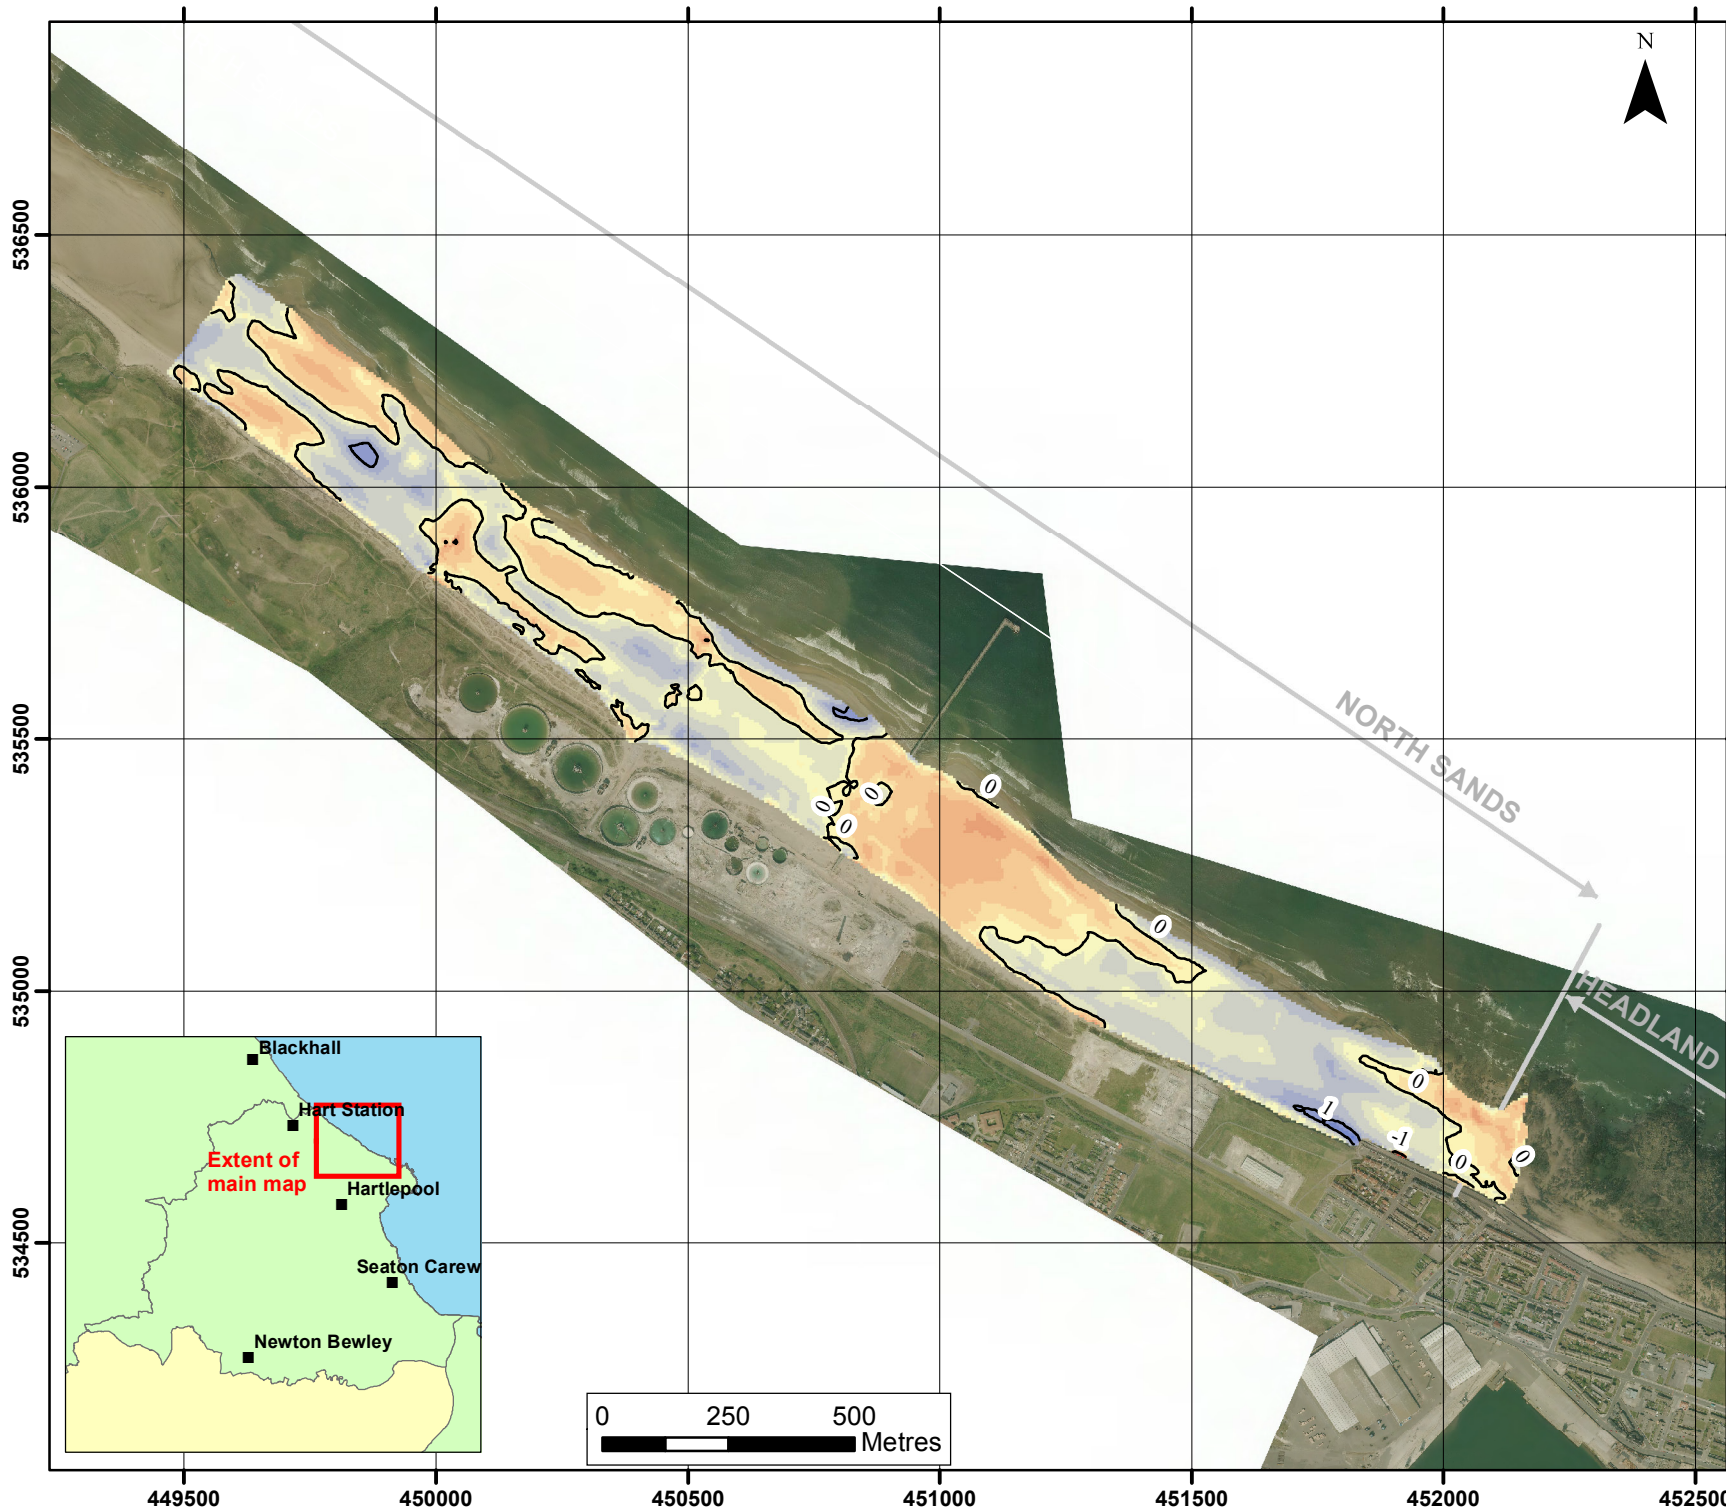 N
536500
536000
535500
535000
534500
NORTH SANDS
HEADLAND
0
0
0
0
0
0
1
-1
0
0
Blackhall
Hart Station
Extent of
main map
Hartlepool
Seaton Carew
Newton Bewley
0 250 500
Metres
449500 450000 450500 451000 451500 452000 452500